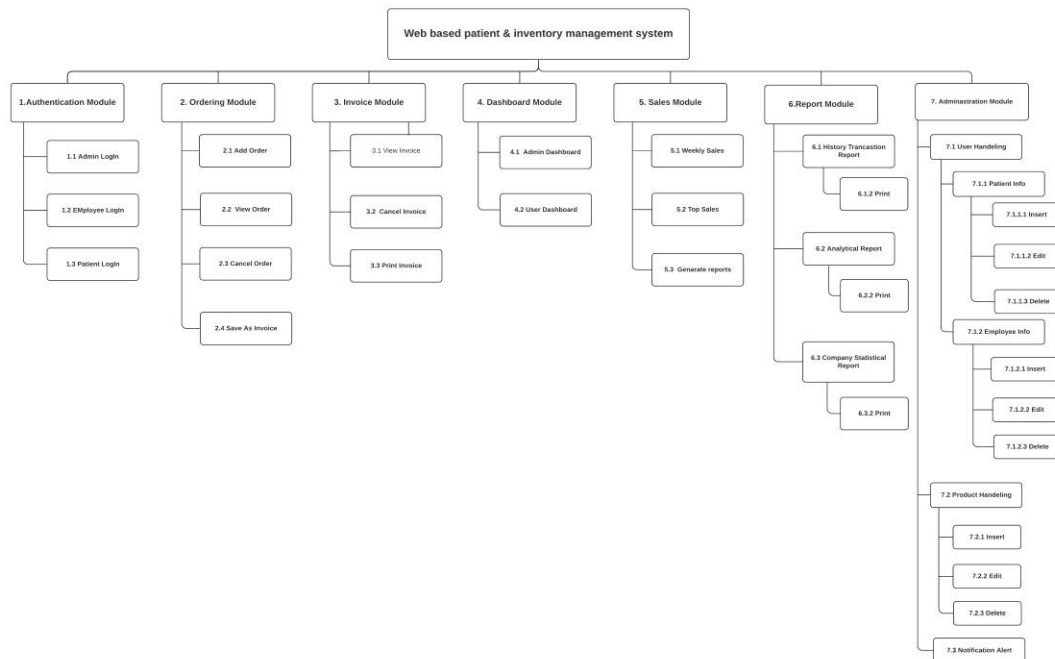 Web based patient & inventory management system
1.Authentication Module
1.1 Admin LogIn
1.2 EMployee LogIn
1.3 Patient LogIn
2. Ordering Module
2.1 Add Order
2.2 View Order
2.3 Cancel Order
2.4 Save As Invoice
3. Invoice Module
3.1 View Invoice
3.2 Cancel Invoice
3.3 Print Invoice
4. Dashboard Module
4.1 Admin Dashboard
4.2 User Dashboard
5. Sales Module
5.1 Weekly Sales
5.2 Top Sales
5.3 Genarate reports
6.Report Module
6.1 History Trancastion
Report
6.1.2 Print
6.2 Analytical Report
6.2.2 Print
6.3 Company Statistical
Report
6.3.2 Print
7. Adminastration Module
7.1 User Handeling
7.1.1 Patient Info
7.1.1.1 Insert
7.1.1.2 Edit
7.1.1.3 Delete
7.1.2 Employee Info
7.1.2.1 Insert
7.1.2.2 Edit
7.1.2.3 Delete
7.2 Product Handeling
7.2.1 Insert
7.2.2 Edit
7.2.3 Delete
7.3 Notification Alert